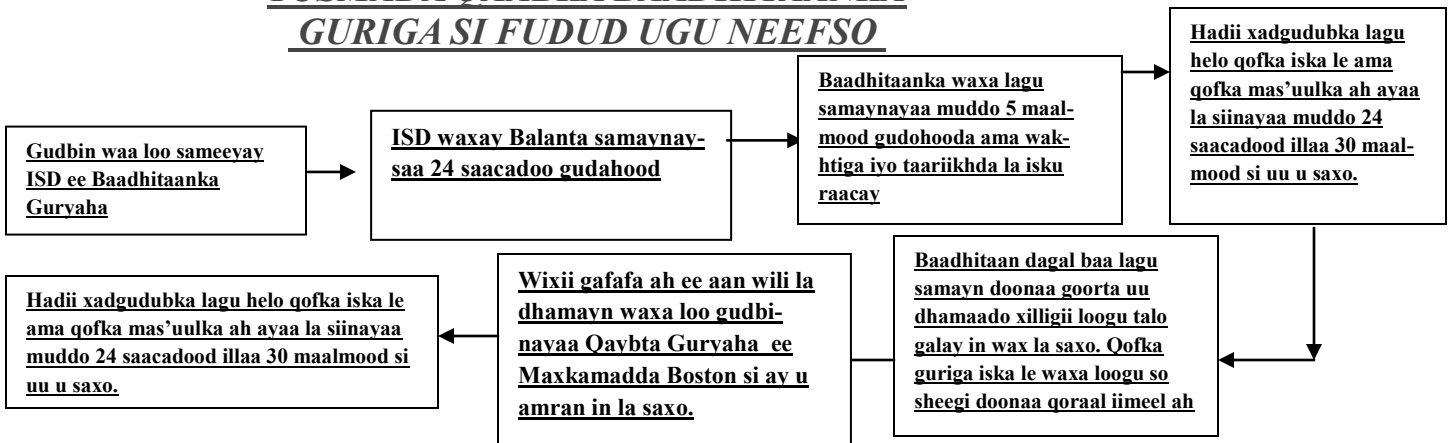 GURIGA SI FUDUD UGU NEEFSO
Gudbin waa loo sameeyay
ISD ee Baadhitaanka
Guryaha
ISD waxay Balanta samaynay-
saa 24 saacadoo gudahood
Baadhitaanka waxa lagu
samaynayaa muddo 5 maal-
mood gudohooda ama wak-
htiga iyo taariikhda la isku
raacay
Hadii xadgudubka lagu
helo qofka iska le ama
qofka mas'uulka ah ayaa
la siinayaa muddo 24
saacadood illaa 30 maal-
mood si uu u saxo.
Baadhitaan dagal baa lagu
samayn doonaa goorta uu
dhamaado xilligii loogu talo
galay in wax la saxo. Qofka
guriga iska le waxa loogu so
sheegi doonaa qoraal iimeel ah
Wixii gafafa ah ee aan wili la
dhamayn waxa loo gudbi-
nayaa Qaybta Guryaha ee
Maxkamadda Boston si ay u
amran in la saxo.
Hadii xadgudubka lagu helo qofka iska le
ama qofka mas'uulka ah ayaa la siinayaa
muddo 24 saacadood illaa 30 maalmood si
uu u saxo.